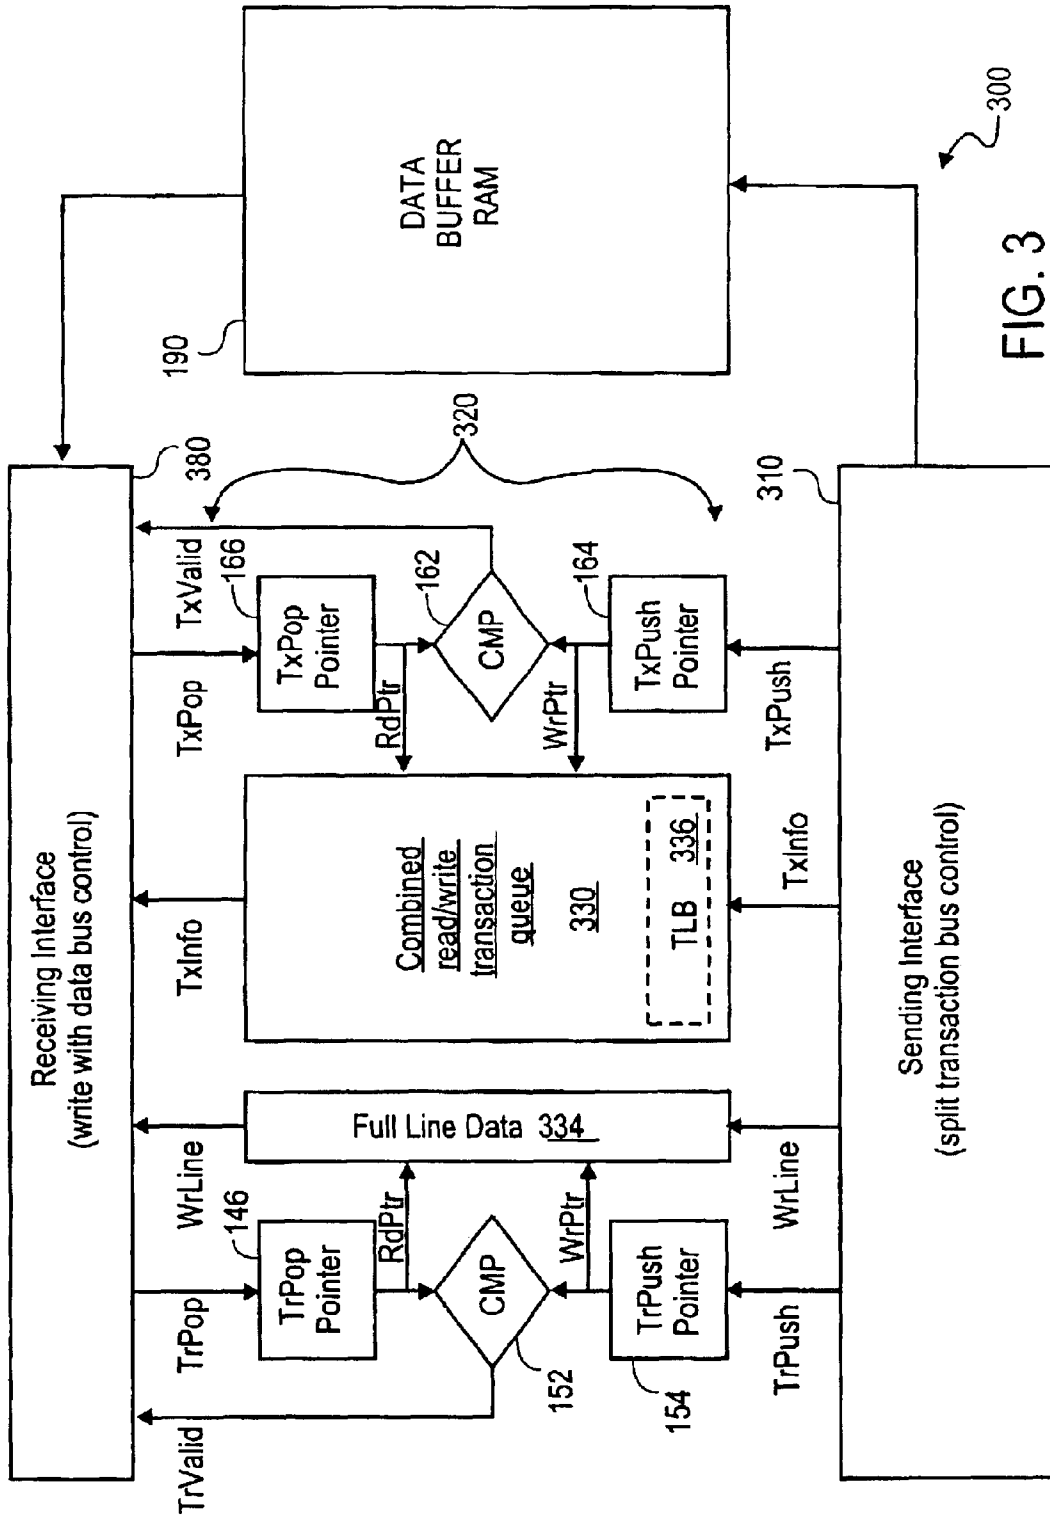 Receiving Interface
(write with data bus control)
380
TrValid
TrPop
WrLine
TxInfo
TxPop
TxValid
146
TrPop
Pointer
RdPtr
CMP
152
WrPtr
TrPush
Pointer
154
TrPush
Full Line Data 334
WrLine
Combined
read/write
transaction
queue
330
TLB 336
TxInfo
166
TxPop
Pointer
RdPtr
162
CMP
WrPtr
164
TxPush
Pointer
TxPush
320
190
DATA
BUFFER
RAM
310
Sending Interface
(split transaction bus control)
300
FIG. 3